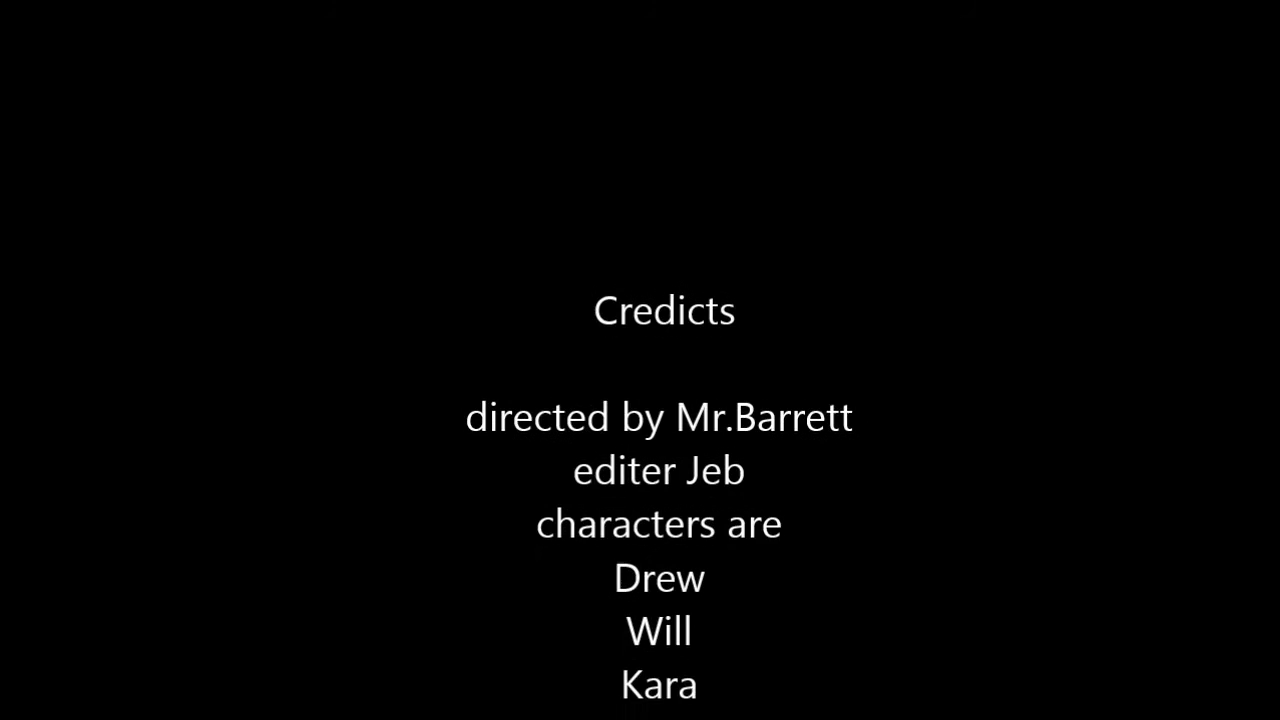 Credicts
directed by Mr.Barrett
editer Jeb
characters are
Drew
Will
Kara